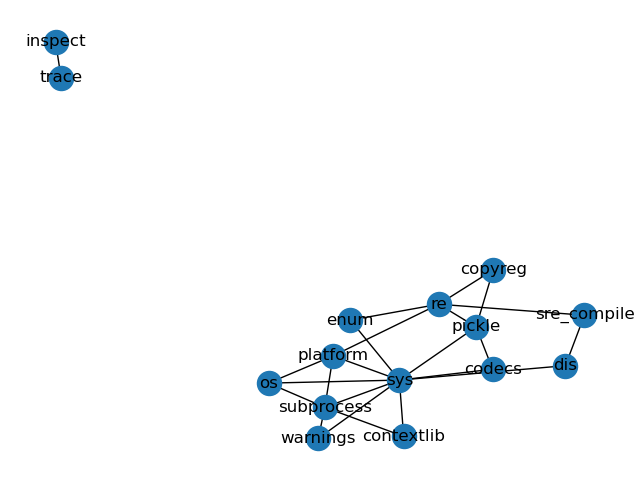 inspect
trace
copyreg
re
sre_compile
enum
pickle
platform
dis
codecs
sys
os
subprocess
warnings
contextlib